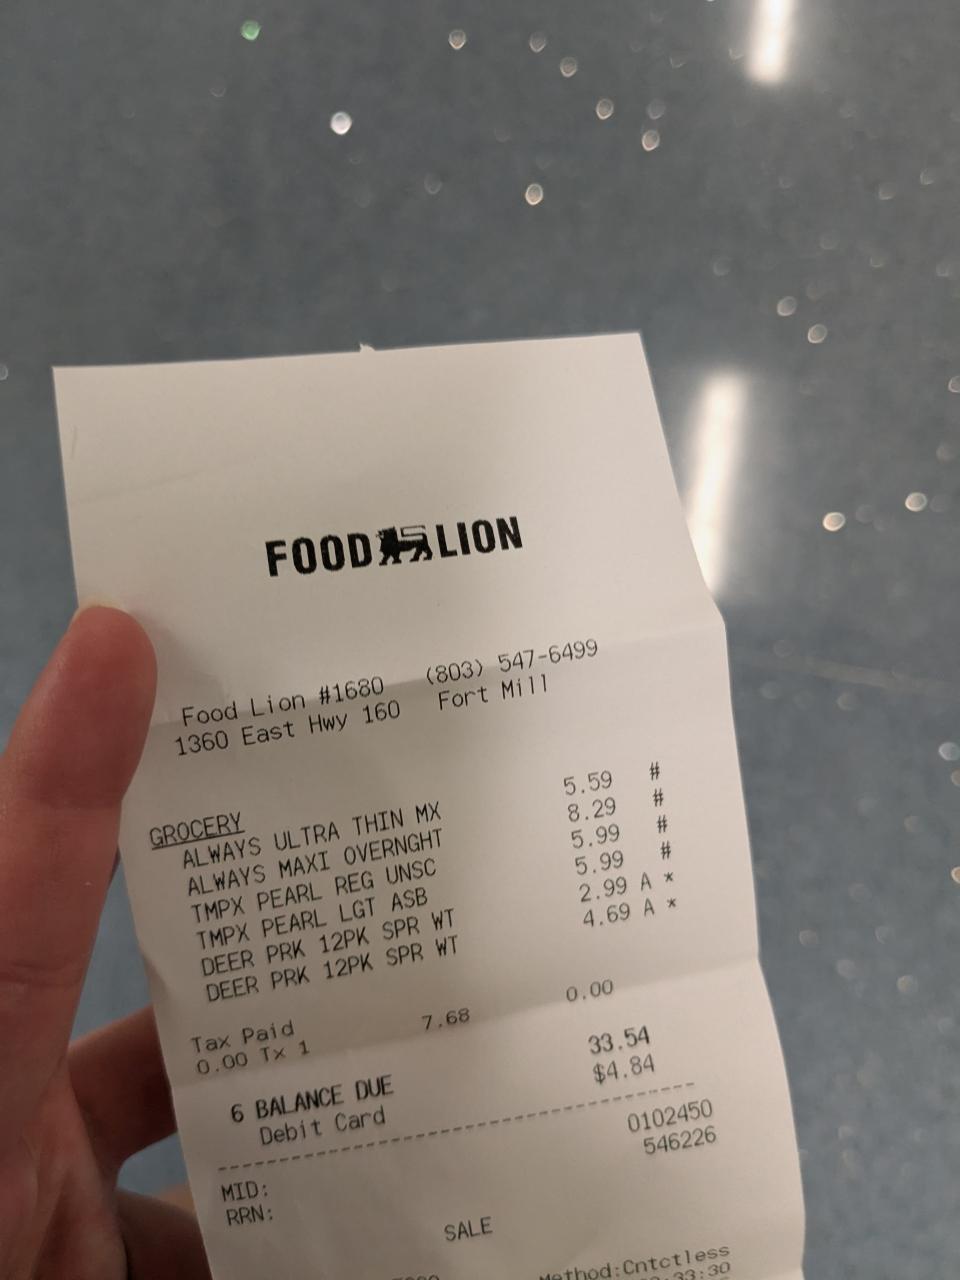 FOOD LION
Food Lion #1680 (803) 547-6499
1360 East Hwy 160 Fort Mill
GROCERY
ALWAYS ULTRA THIN MX 5.59 #
ALWAYS MAXI OVERNGHT 8.29 #
TMPX PEARL REG UNSC 5.99 #
TMPX PEARL LGT ASB 5.99 #
DEER PRK 12PK SPR WT 2.99 A *
DEER PRK 12PK SPR WT 4.69 A *
Tax Paid 0.00
0.00 Tx 1 7.68
6 BALANCE DUE 33.54
Debit Card $4.84
MID: 0102450
RRN: 546226
SALE
Method:Cntctless
:33:30